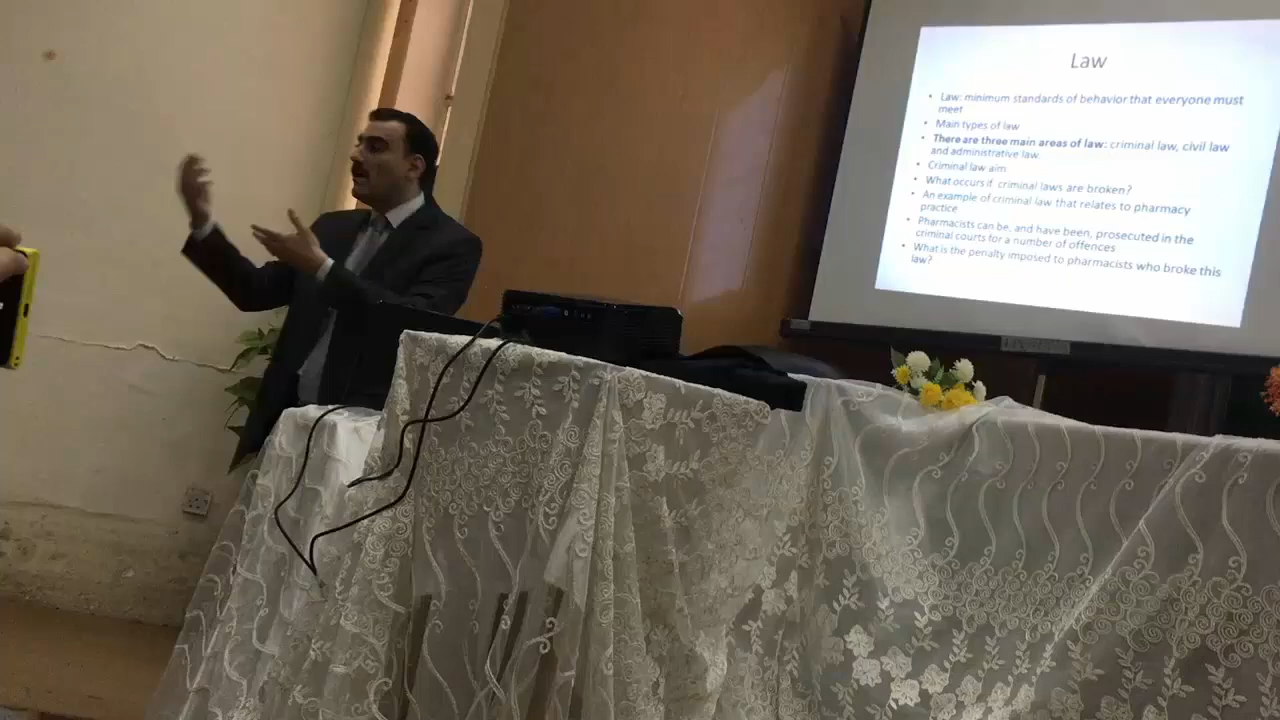 Law
• Law: minimum standards of behavior that everyone must
meet
• Main types of law
• There are three main areas of law: criminal law, civil law
and administrative law.
• Criminal law aim
• What occurs if criminal laws are broken?
• An example of criminal law that relates to pharmacy
practice
• Pharmacists can be, and have been, prosecuted in the
criminal courts for a number of offences
• What is the penalty imposed to pharmacists who broke this
law?